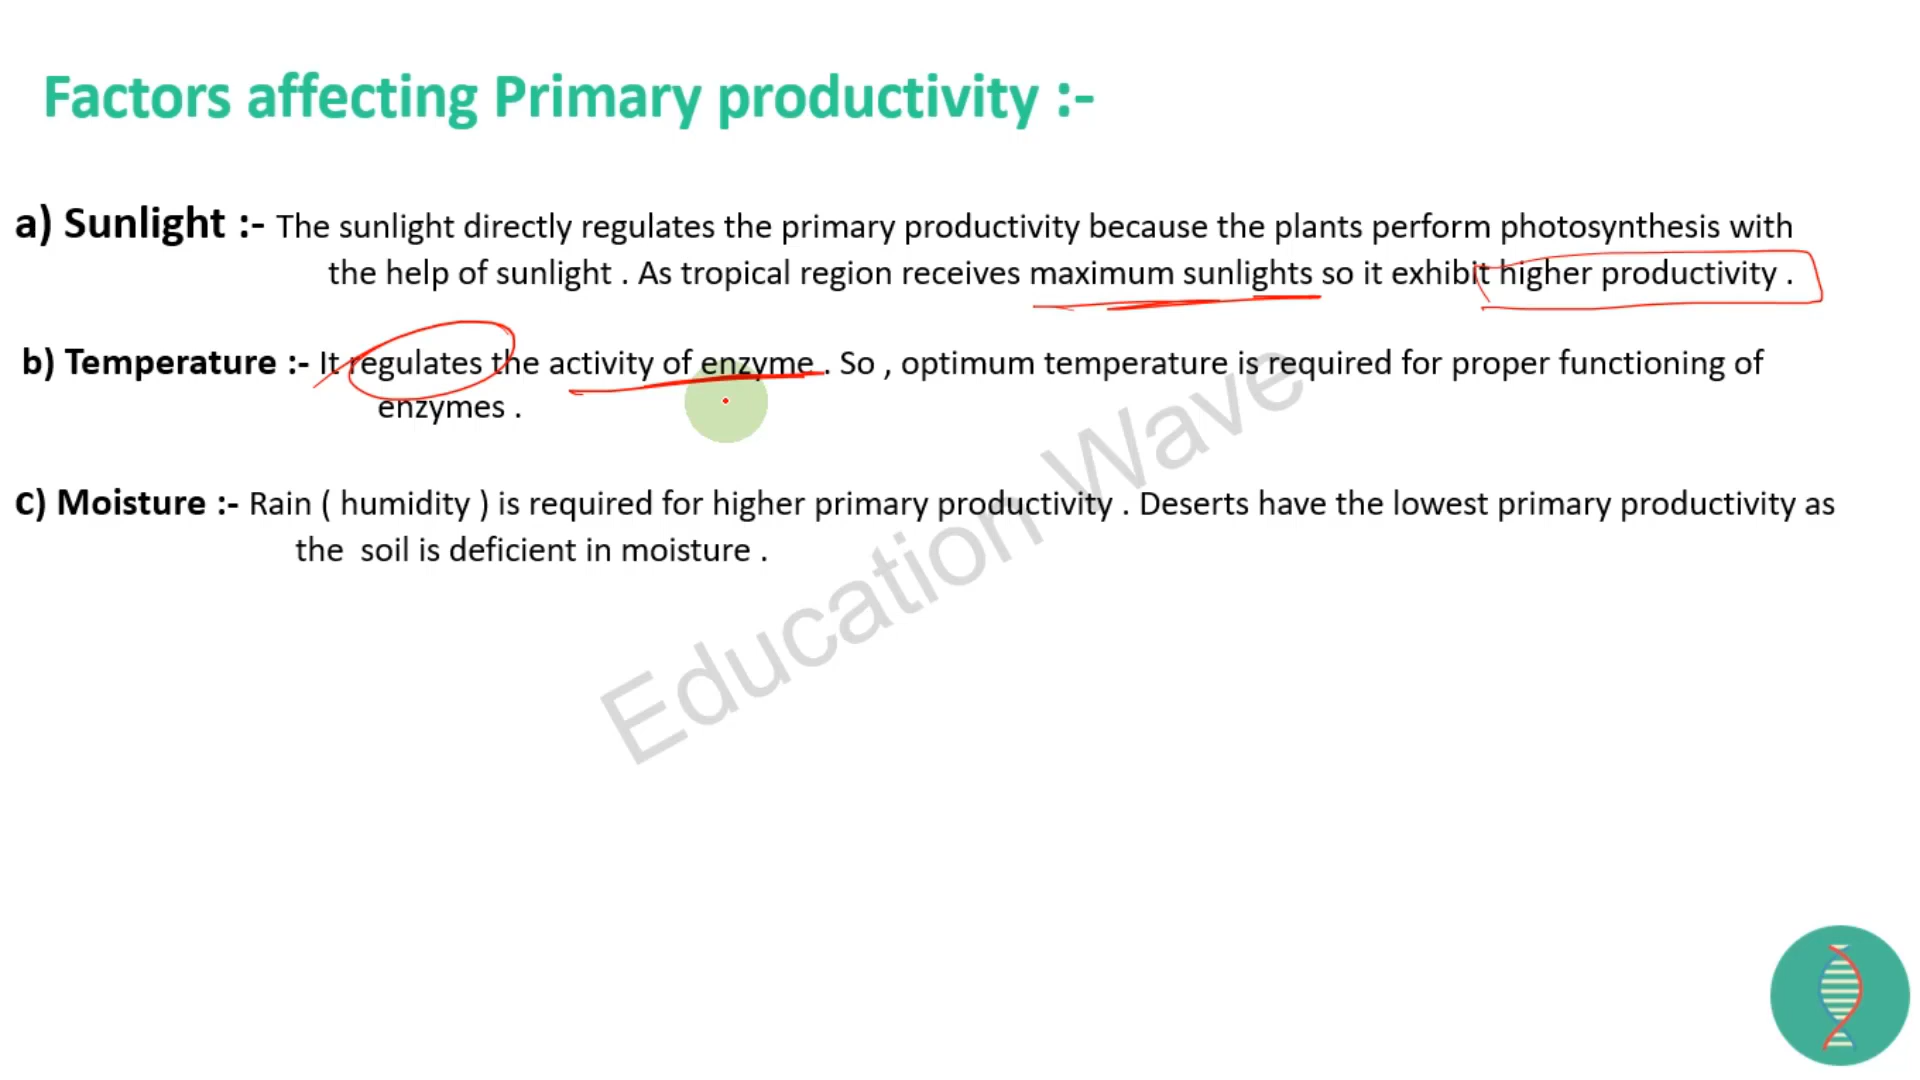 Factors affecting Primary productivity :-
a) Sunlight :- The sunlight directly regulates the primary productivity because the plants perform photosynthesis with
the help of sunlight . As tropical region receives maximum sunlights so it exhibit higher productivity .
b) Temperature :- It regulates the activity of enzyme . So , optimum temperature is required for proper functioning of
enzymes .
c) Moisture :- Rain ( humidity ) is required for higher primary productivity . Deserts have the lowest primary productivity as
the soil is deficient in moisture .
Education Wave